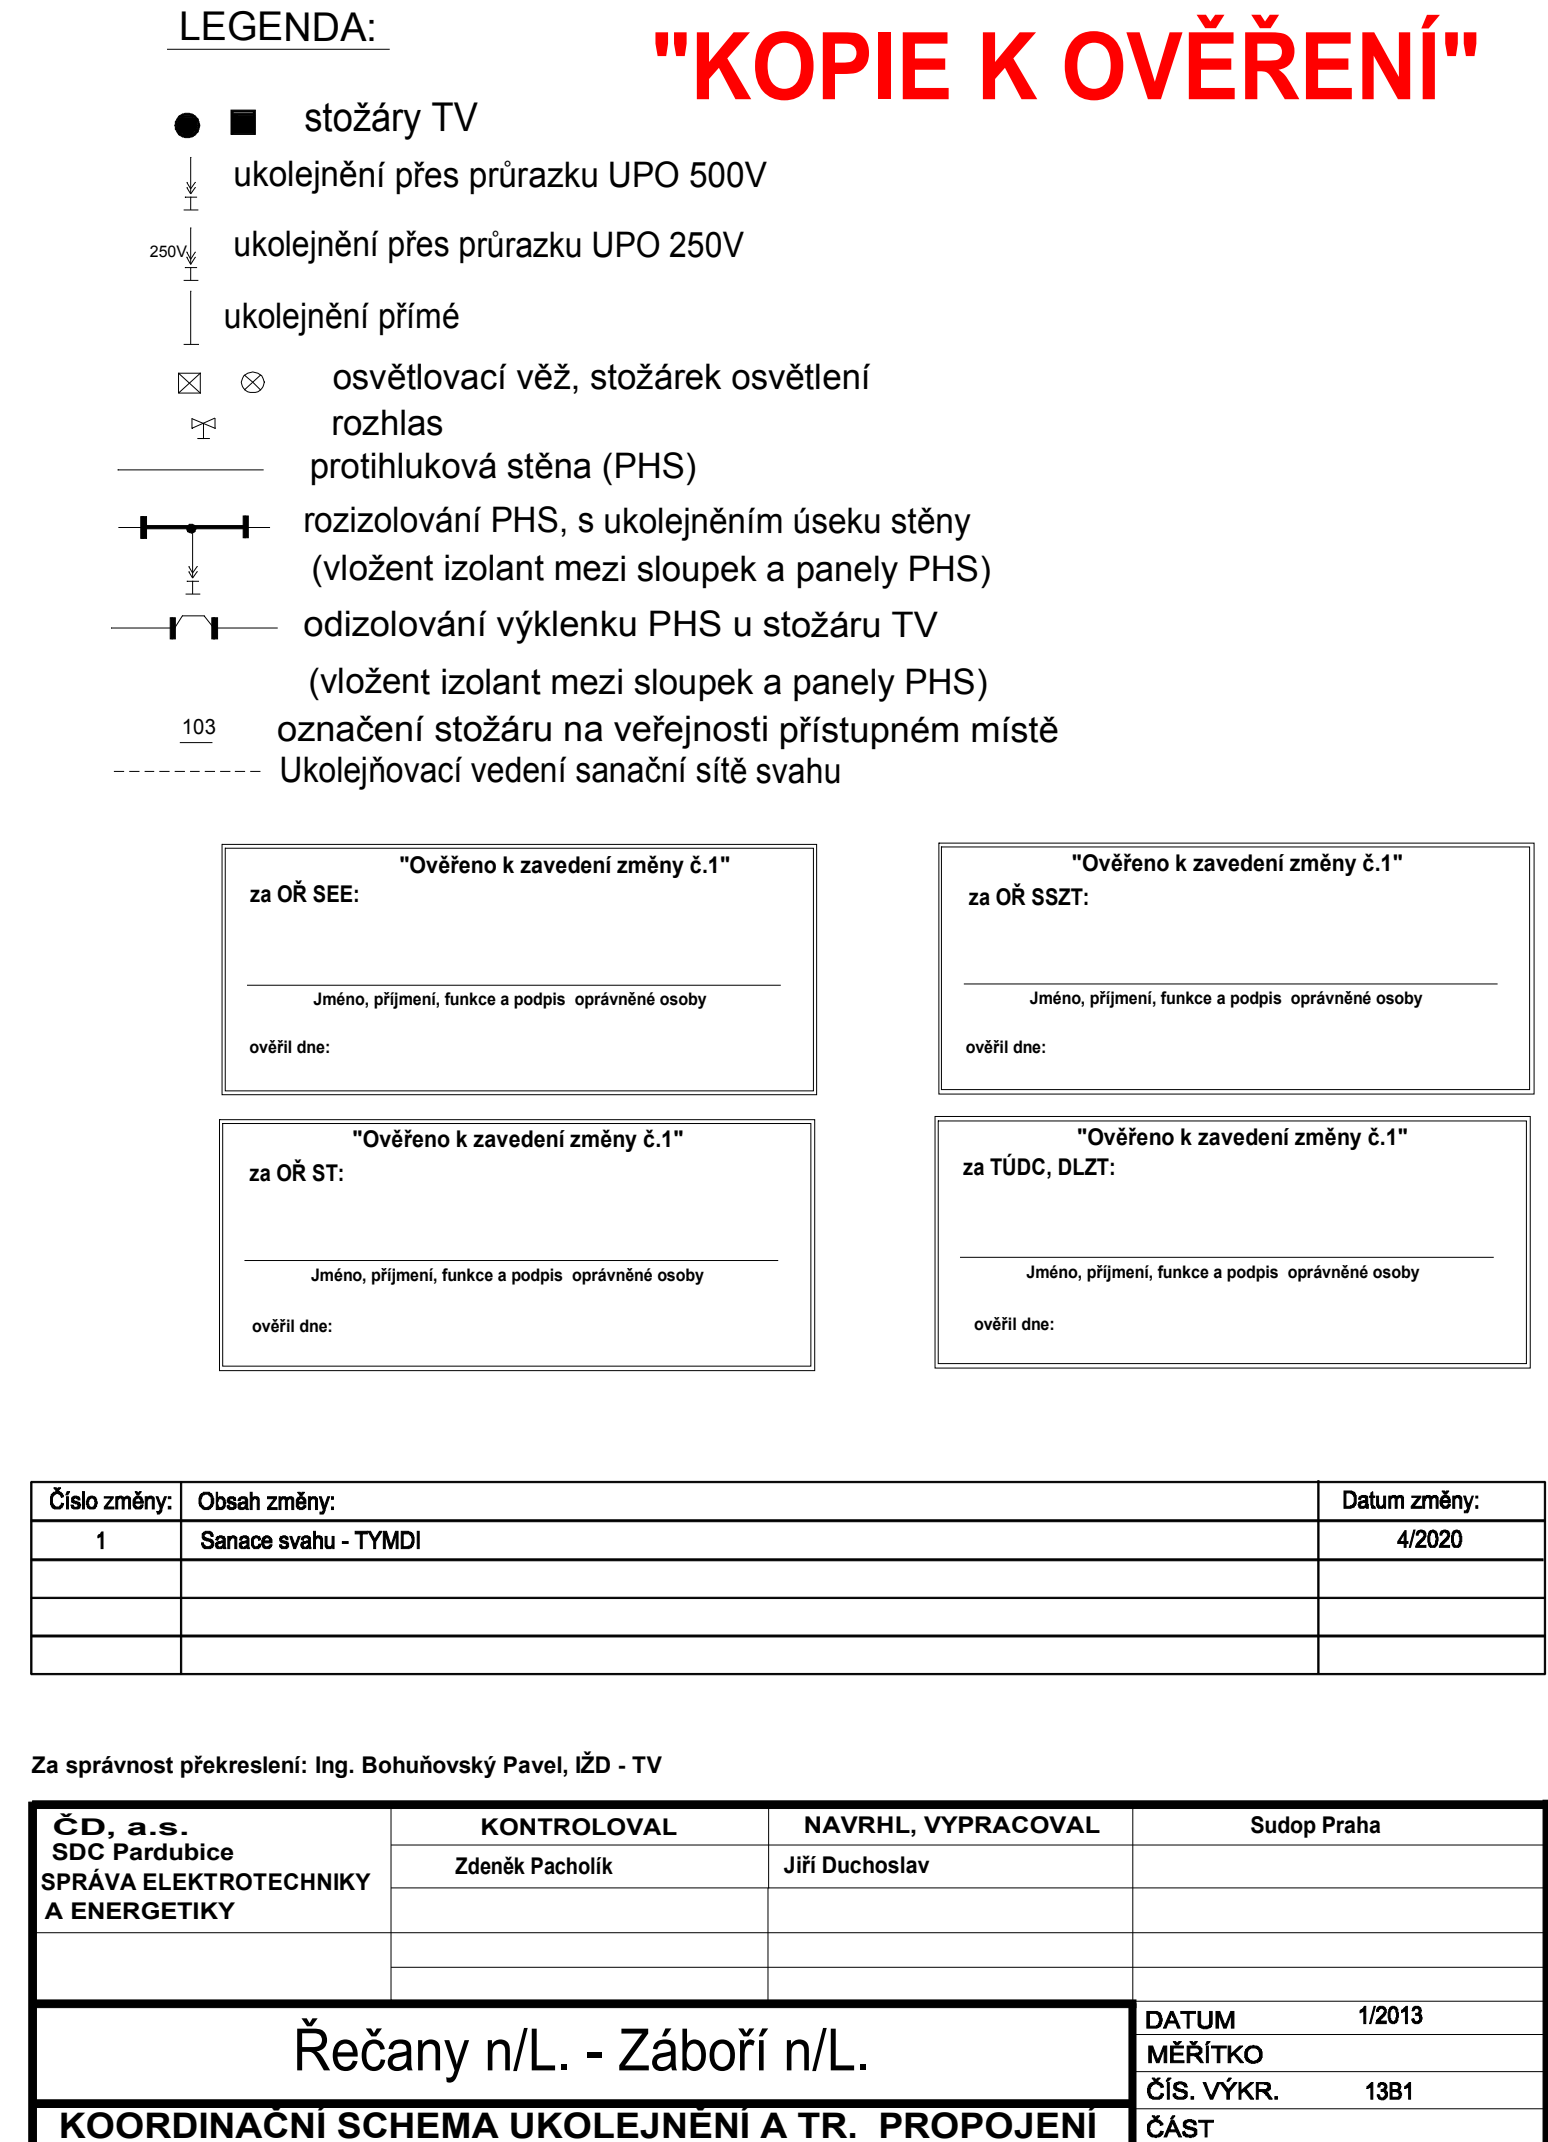 LEGENDA:
"KOPIE K OVĚŘENÍ"
stožáry TV
ukolejnění přes průrazku UPO 500V
250V ukolejnění přes průrazku UPO 250V
ukolejnění přímé
osvětlovací věž, stožárek osvětlení
rozhlas
protihluková stěna (PHS)
rozizolování PHS, s ukolejněním úseku stěny
(vložent izolant mezi sloupek a panely PHS)
odizolování výklenku PHS u stožáru TV
(vložent izolant mezi sloupek a panely PHS)
103 označení stožáru na veřejnosti přístupném místě
Ukolejňovací vedení sanační sítě svahu
"Ověřeno k zavedení změny č.1"
za OŘ SEE:
Jméno, příjmení, funkce a podpis oprávněné osoby
ověřil dne:
"Ověřeno k zavedení změny č.1"
za OŘ SSZT:
Jméno, příjmení, funkce a podpis oprávněné osoby
ověřil dne:
"Ověřeno k zavedení změny č.1"
za OŘ ST:
Jméno, příjmení, funkce a podpis oprávněné osoby
ověřil dne:
"Ověřeno k zavedení změny č.1"
za TÚDC, DLZT:
Jméno, příjmení, funkce a podpis oprávněné osoby
ověřil dne:
Číslo změny: Obsah změny: Datum změny:
1 Sanace svahu - TYMDI 4/2020
Za správnost překreslení: Ing. Bohuňovský Pavel, IŽD - TV
ČD, a.s.
SDC Pardubice
SPRÁVA ELEKTROTECHNIKY
A ENERGETIKY
KONTROLOVAL NAVRHL, VYPRACOVAL Sudop Praha
Zdeněk Pacholík Jiří Duchoslav
Řečany n/L. - Záboří n/L.
DATUM 1/2013
MĚŘÍTKO
ČÍS. VÝKR. 13B1
KOORDINAČNÍ SCHEMA UKOLEJNĚNÍ A TR. PROPOJENÍ
ČÁST